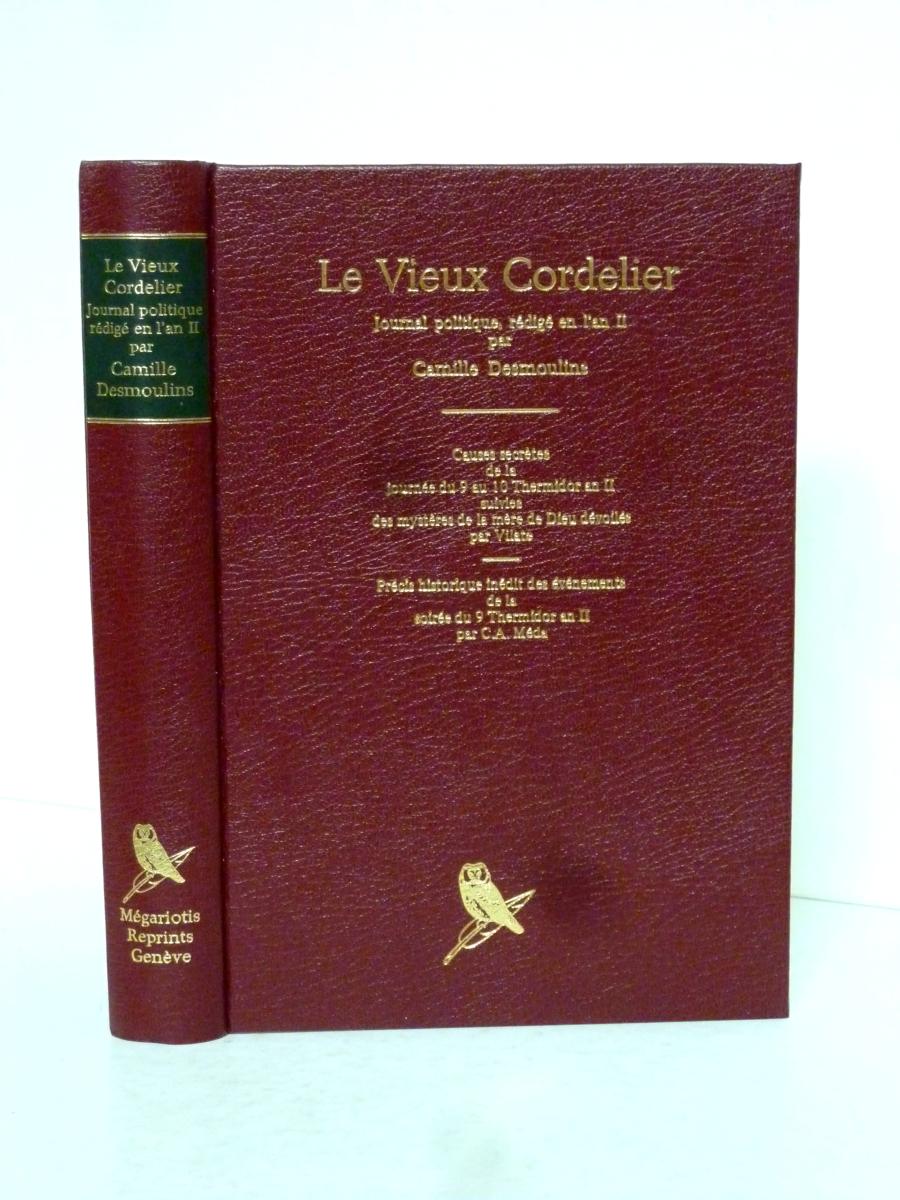 Le Vieux
Cordelier
Journal politique
rédigé en l'an II
par
Camille
Desmoulins
Mégariotis
Reprints
Genève
Le Vieux Cordelier
Journal politique, rédigé en l'an II
par
Camille Desmoulins
Causes secrètes
de la
journée du 9 au 10 Thermidor an II
suivies
des mystères de la mère de Dieu dévoilés
par Vilate
Précis historique inédit des événements
de la
soirée du 9 Thermidor an II
par C.A. Méda